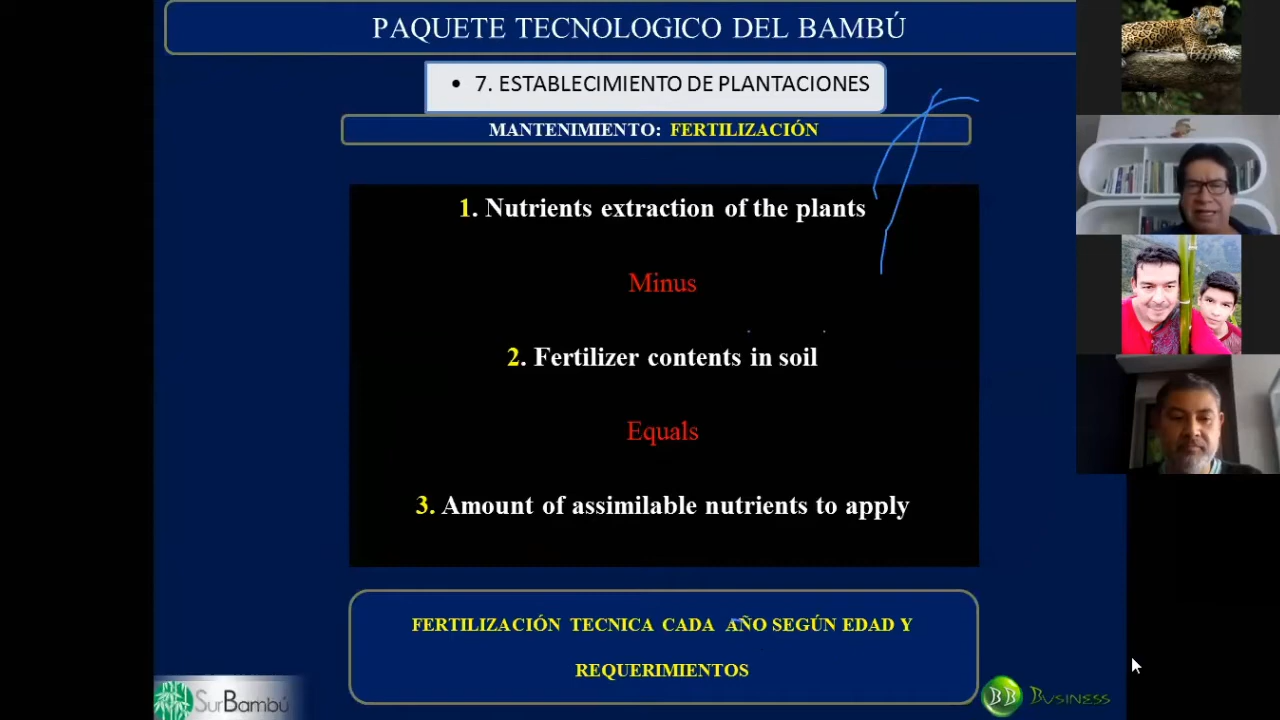 PAQUETE TECNOLOGICO DEL BAMBÚ
• 7. ESTABLECIMIENTO DE PLANTACIONES
MANTENIMIENTO: FERTILIZACIÓN
1. Nutrients extraction of the plants
Minus
2. Fertilizer contents in soil
Equals
3. Amount of assimilable nutrients to apply
FERTILIZACIÓN TECNICA CADA AÑO SEGÚN EDAD Y
REQUERIMIENTOS
SurBambú
BB BUSINESS